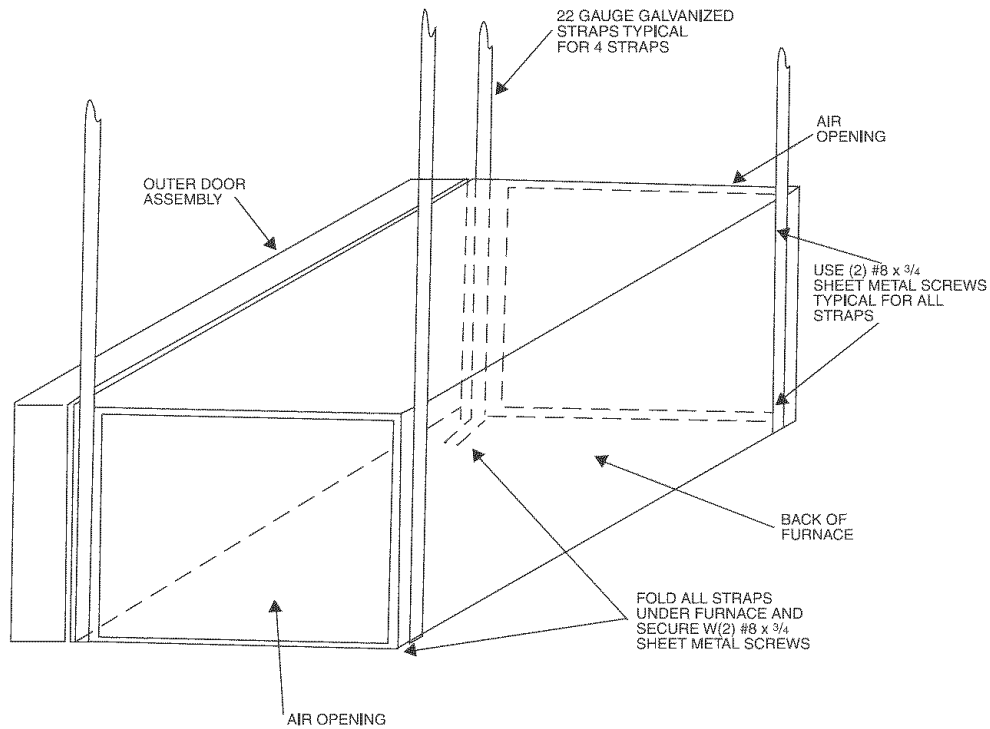 22 GAUGE GALVANIZED
STRAPS TYPICAL
FOR 4 STRAPS
AIR
OPENING
OUTER DOOR
ASSEMBLY
USE (2) #8 x 3/4
SHEET METAL SCREWS
TYPICAL FOR ALL
STRAPS
BACK OF
FURNACE
FOLD ALL STRAPS
UNDER FURNACE AND
SECURE W(2) #8 x 3/4
SHEET METAL SCREWS
AIR OPENING